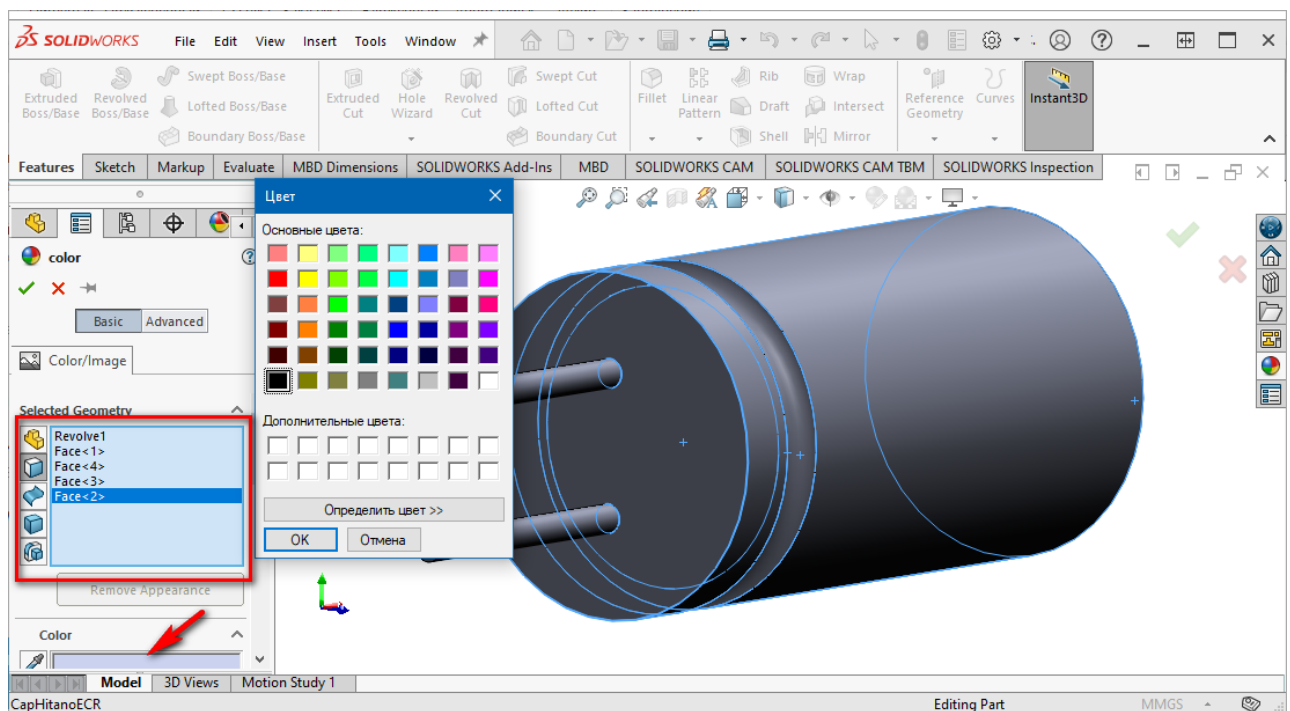 SOLIDWORKS File Edit View Insert Tools Window
Extruded Boss/Base
Revolved Boss/Base
Swept Boss/Base
Lofted Boss/Base
Boundary Boss/Base
Extruded Cut
Hole Wizard
Revolved Cut
Swept Cut
Lofted Cut
Boundary Cut
Fillet
Linear Pattern
Rib
Draft
Shell
Wrap
Intersect
Mirror
Reference Geometry
Curves
Instant3D
Features Sketch Markup Evaluate MBD Dimensions SOLIDWORKS Add-Ins MBD SOLIDWORKS CAM SOLIDWORKS CAM TBM SOLIDWORKS Inspection
color
Basic Advanced
Color/Image
Selected Geometry
Revolve1
Face<1>
Face<4>
Face<3>
Face<2>
Remove Appearance
Color
Цвет
Основные цвета:
Дополнительные цвета:
Определить цвет >>
OK Отмена
Model 3D Views Motion Study 1
CapHitanoECR Editing Part MMGS